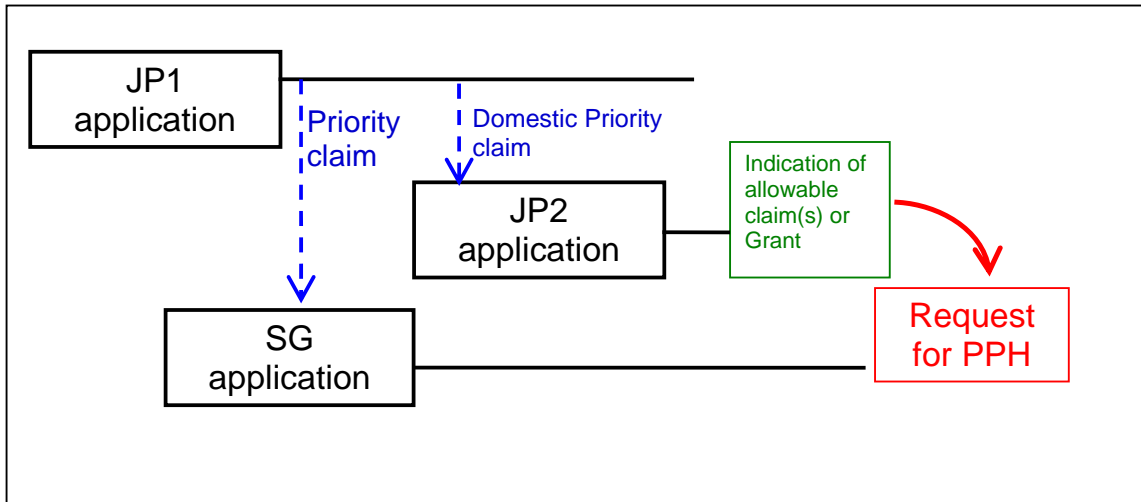 JP1
application
Priority
claim
Domestic Priority
claim
JP2
application
Indication of
allowable
claim(s) or
Grant
SG
application
Request
for PPH